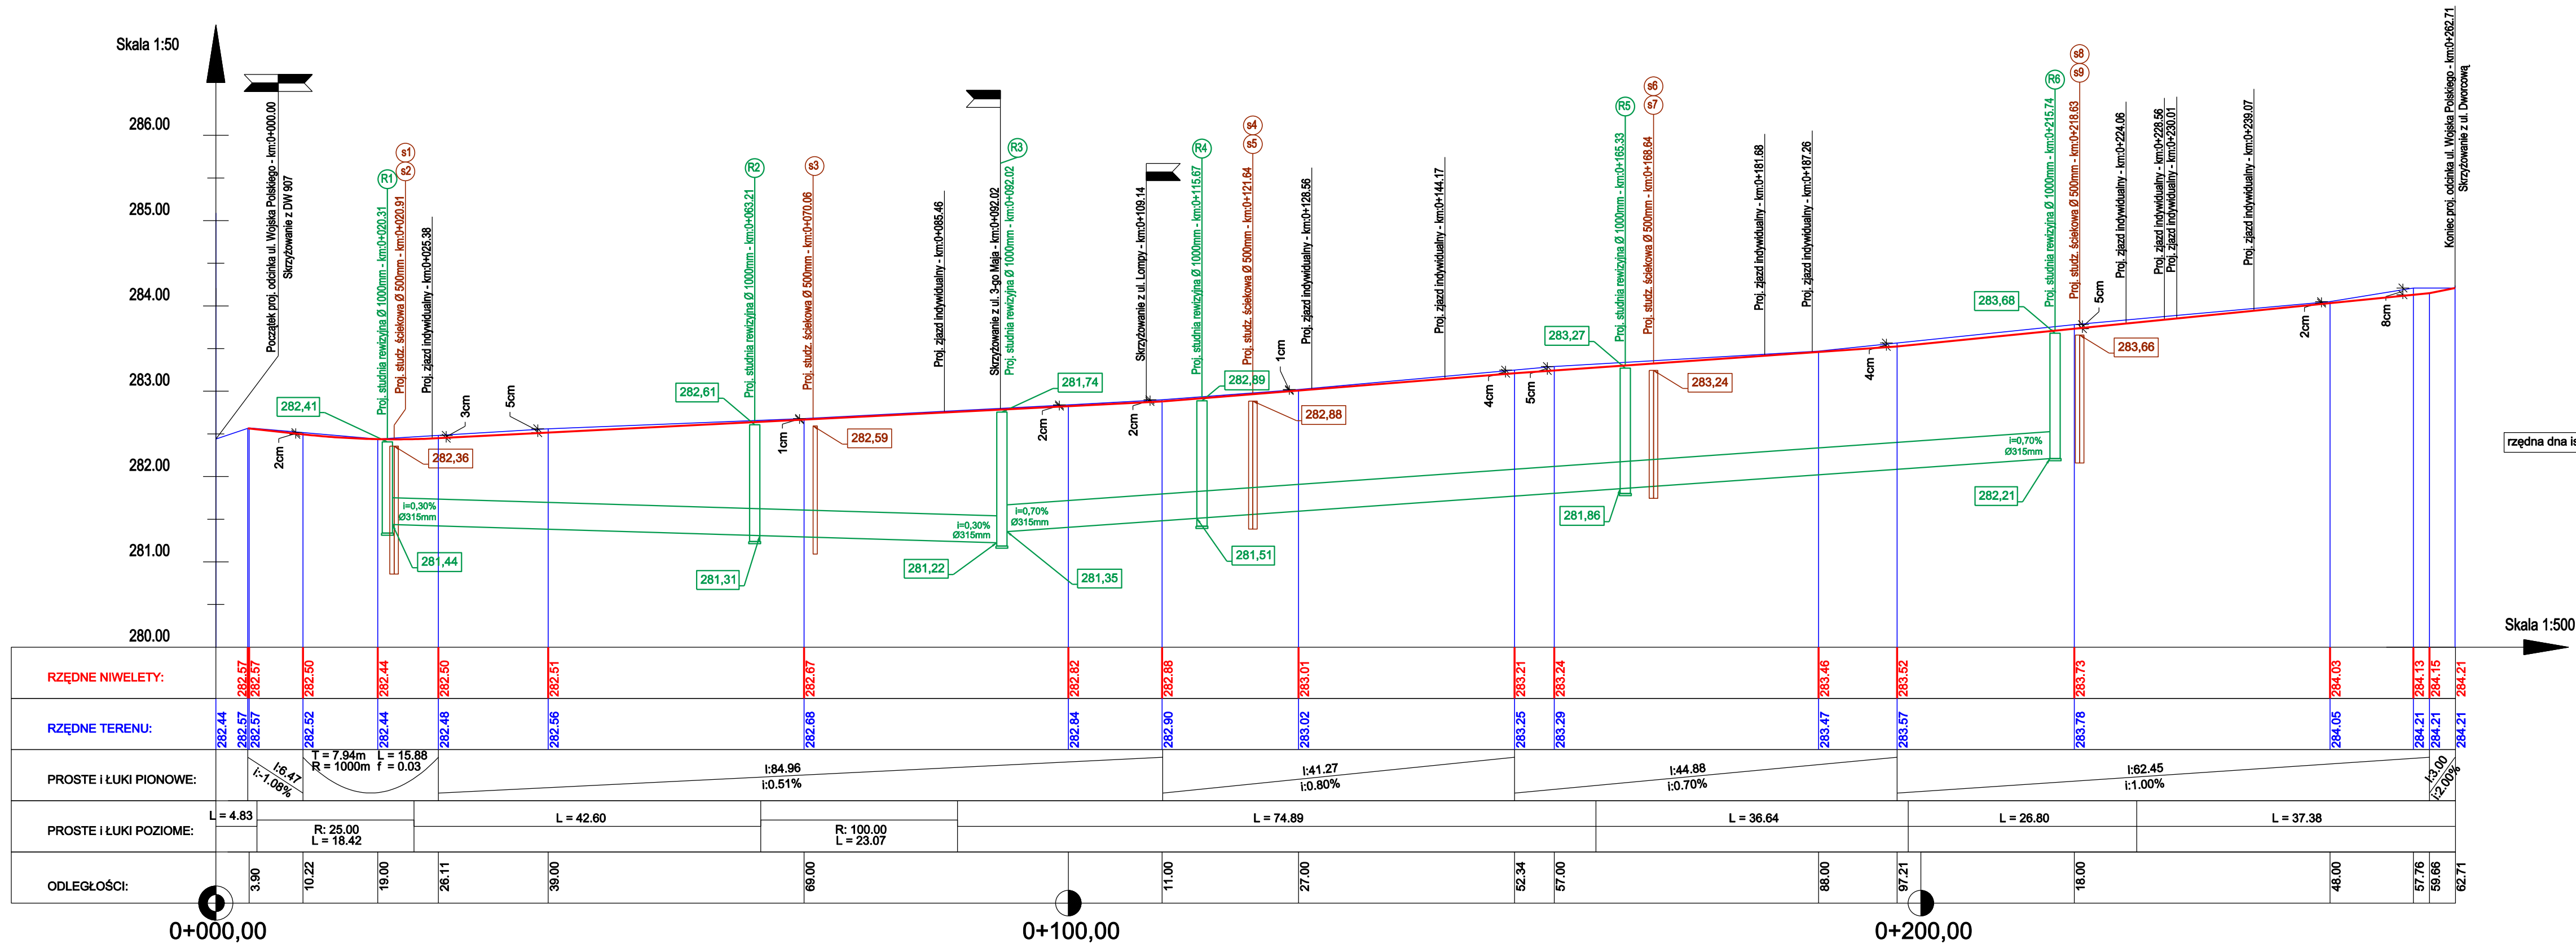 Skala 1:50
286.00
285.00
284.00
283.00
282.00
281.00
280.00
Początek proj. odcinka ul. Wojska Polskiego - km:0+000.00
Skrzyżowanie z DW 907
R1
Proj. studnia rewizyjna Ø 1000mm - km:0+020.31
s1
s2
Proj. studz. ściekowa Ø 500mm - km:0+020.91
Proj. zjazd indywidualny - km:0+025.38
R2
Proj. studnia rewizyjna Ø 1000mm - km:0+063.21
s3
Proj. studz. ściekowa Ø 500mm - km:0+070.06
Proj. zjazd indywidualny - km:0+085.46
Skrzyżowanie z ul. 3-go Maja - km:0+092.02
R3
Proj. studnia rewizyjna Ø 1000mm - km:0+092.02
Skrzyżowanie z ul. Lompy - km:0+109.14
R4
Proj. studnia rewizyjna Ø 1000mm - km:0+115.67
s4
s5
Proj. studz. ściekowa Ø 500mm - km:0+121.64
Proj. zjazd indywidualny - km:0+128.56
Proj. zjazd indywidualny - km:0+144.17
R5
Proj. studnia rewizyjna Ø 1000mm - km:0+165.33
s6
s7
Proj. studz. ściekowa Ø 500mm - km:0+168.64
Proj. zjazd indywidualny - km:0+181.68
Proj. zjazd indywidualny - km:0+187.26
R6
Proj. studnia rewizyjna Ø 1000mm - km:0+215.74
s8
s9
Proj. studz. ściekowa Ø 500mm - km:0+218.63
Proj. zjazd indywidualny - km:0+224.06
Proj. zjazd indywidualny - km:0+228.56
Proj. zjazd indywidualny - km:0+230.01
Proj. zjazd indywidualny - km:0+239.07
Koniec proj. odcinka ul. Wojska Polskiego - km:0+262.71
Skrzyżowanie z ul. Dworcową
2cm
282,41
282,36
3cm
5cm
282,61
1cm
282,59
281,74
2cm
2cm
282,89
1cm
282,88
4cm
5cm
283,27
283,24
4cm
283,68
5cm
283,66
2cm
8cm
i=0,30%
Ø315mm
281,44
281,31
i=0,30%
Ø315mm
281,22
i=0,70%
Ø315mm
281,35
281,51
281,86
i=0,70%
Ø315mm
282,21
rzędna dna is
Skala 1:500
RZĘDNE NIWELETY: 282.57 282.57 282.50 282.44 282.50 282.51 282.67 282.82 282.88 283.01 283.21 283.24 283.46 283.52 283.73 284.03 284.13 284.15 284.21
RZĘDNE TERENU: 282.44 282.57 282.57 282.52 282.44 282.48 282.56 282.68 282.84 282.90 283.02 283.25 283.29 283.47 283.57 283.78 284.05 284.21 284.21 284.21
PROSTE i ŁUKI PIONOWE:
l:6.47
i:-1.08%
T = 7.94m L = 15.88
R = 1000m f = 0.03
l:84.96
i:0.51%
l:41.27
i:0.80%
l:44.88
i:0.70%
l:62.45
i:1.00%
l:3.00
i:2.00%
PROSTE i ŁUKI POZIOME:
L = 4.83
R: 25.00
L = 18.42
L = 42.60
R: 100.00
L = 23.07
L = 74.89
L = 36.64
L = 26.80
L = 37.38
ODLEGŁOŚCI: 3.90 10.22 19.00 26.11 39.00 69.00 11.00 27.00 52.34 57.00 88.00 97.21 18.00 48.00 57.76 59.66 62.71
0+000,00 0+100,00 0+200,00